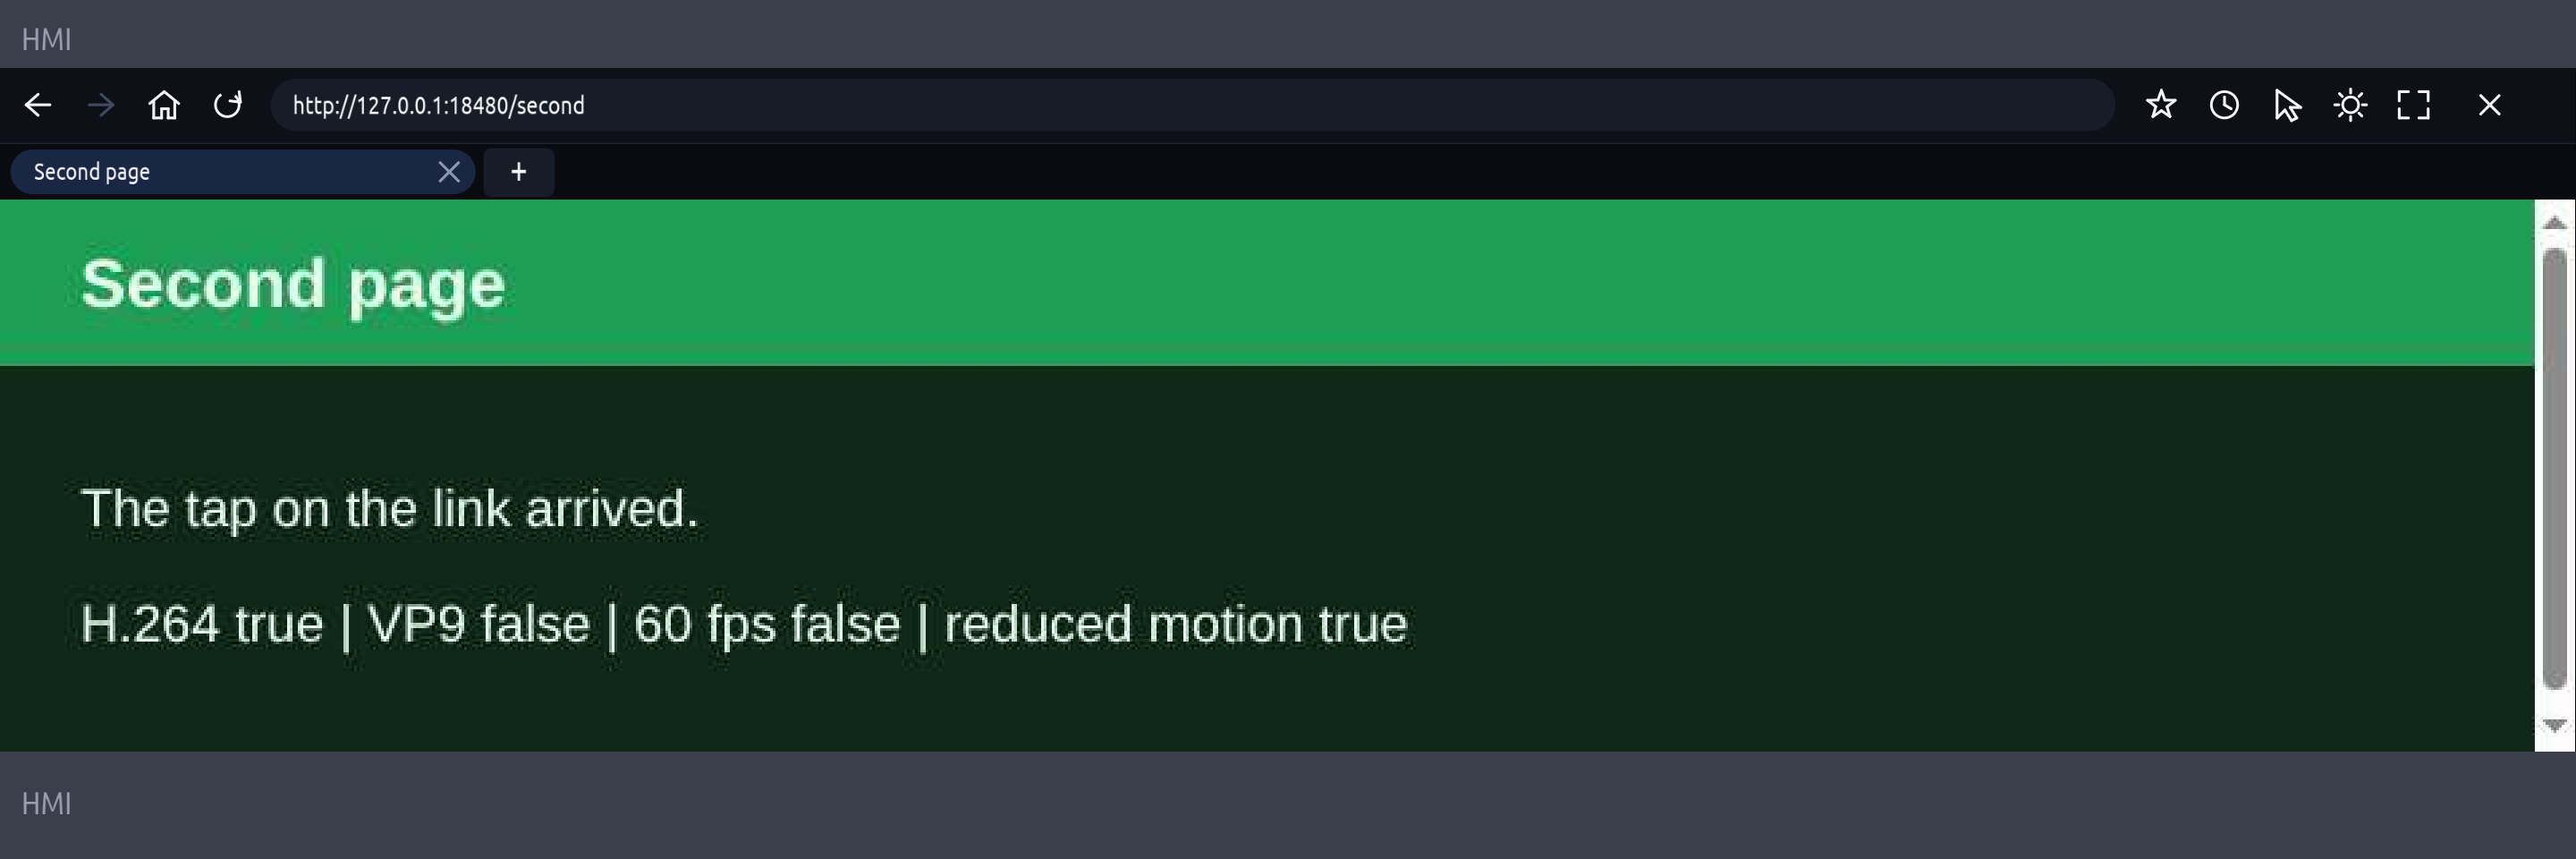 HMI
http://127.0.0.1:18480/second
Second page
+
Second page
The tap on the link arrived.
H.264 true | VP9 false | 60 fps false | reduced motion true
HMI